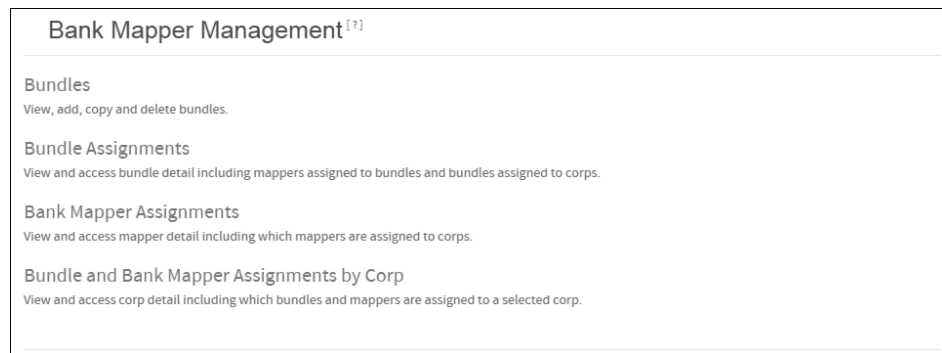 Bank Mapper Management [?]
Bundles
View, add, copy and delete bundles.
Bundle Assignments
View and access bundle detail including mappers assigned to bundles and bundles assigned to corps.
Bank Mapper Assignments
View and access mapper detail including which mappers are assigned to corps.
Bundle and Bank Mapper Assignments by Corp
View and access corp detail including which bundles and mappers are assigned to a selected corp.